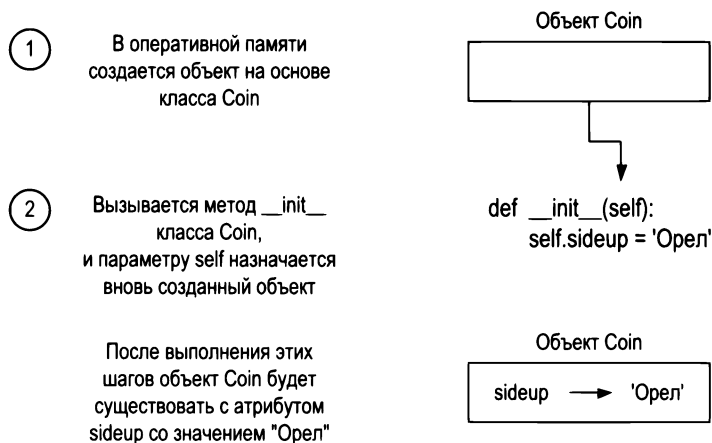 1
В оперативной памяти
создается объект на основе
класса Coin
Объект Coin
2
Вызывается метод __init__
класса Coin,
и параметру self назначается
вновь созданный объект
def __init__(self):
self.sideup = 'Орел'
После выполнения этих
шагов объект Coin будет
существовать с атрибутом
sideup со значением "Орел"
Объект Coin
sideup 'Орел'